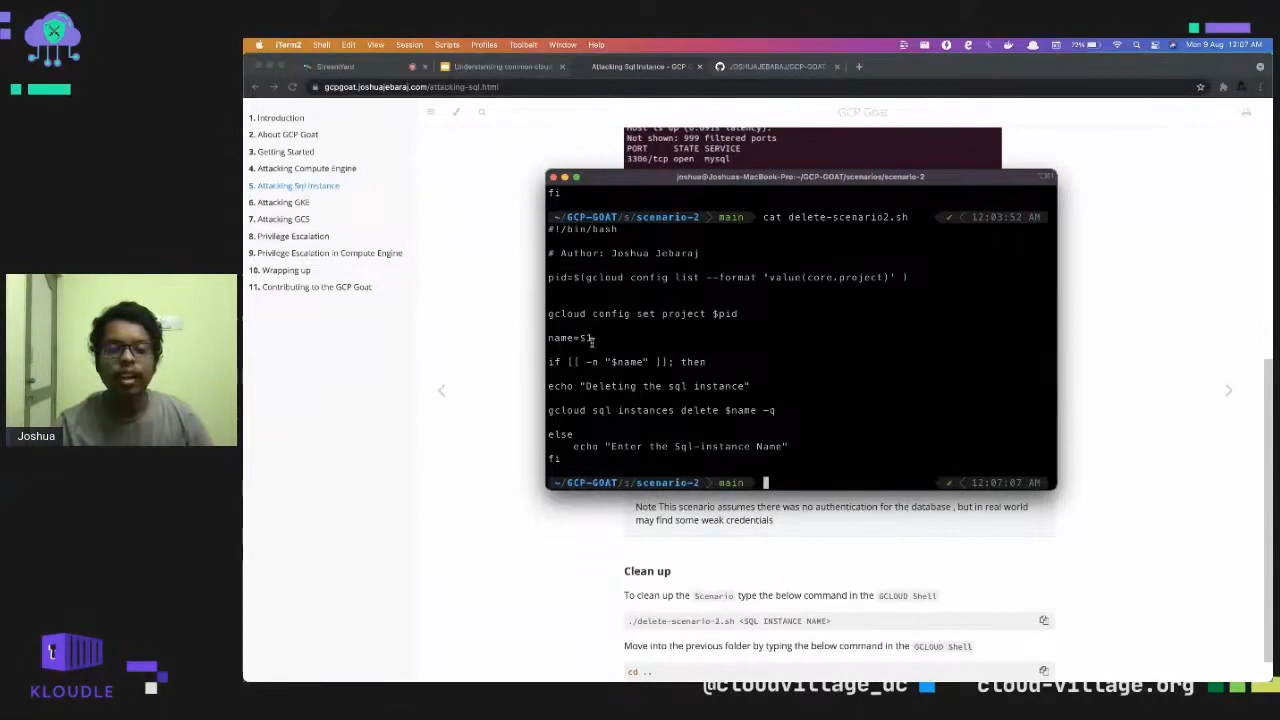 iTerm2 Shell Edit View Session Scripts Profiles Toolbelt Window Help
72%
Mon 9 Aug 12:07 AM
StreamYard
Understanding common cloud
Attacking Sql Instance - GCP G
JOSHUAJEBARAJ/GCP-GOAT
gcpgoat.joshuajebaraj.com/attacking-sql.html
1. Introduction
2. About GCP Goat
3. Getting Started
4. Attacking Compute Engine
5. Attacking Sql Instance
6. Attacking GKE
7. Attacking GCS
8. Privilege Escalation
9. Privilege Escalation in Compute Engine
10. Wrapping up
11. Contributing to the GCP Goat
GCP Goat
Host is up (0.091s latency).
Not shown: 999 filtered ports
PORT STATE SERVICE
3306/tcp open mysql
joshua@Joshuas-MacBook-Pro:~/GCP-GOAT/scenarios/scenario-2
fi
~/GCP-GOAT/s/scenario-2 main cat delete-scenario2.sh ✓ 12:03:52 AM
#!/bin/bash
# Author: Joshua Jebaraj
pid=$(gcloud config list --format 'value(core.project)' )
gcloud config set project $pid
name=$1
if [[ -n "$name" ]]; then
echo "Deleting the sql instance"
gcloud sql instances delete $name -q
else
echo "Enter the Sql-instance Name"
fi
~/GCP-GOAT/s/scenario-2 main ✓ 12:07:07 AM
Note This scenario assumes there was no authentication for the database , but in real world
may find some weak credentials
Clean up
To clean up the Scenario type the below command in the GCLOUD Shell
./delete-scenario-2.sh <SQL INSTANCE NAME>
Move into the previous folder by typing the below command in the GCLOUD Shell
cd ..
Joshua
KLOUDLE
@cloudvillage_dc
cloud-village.org